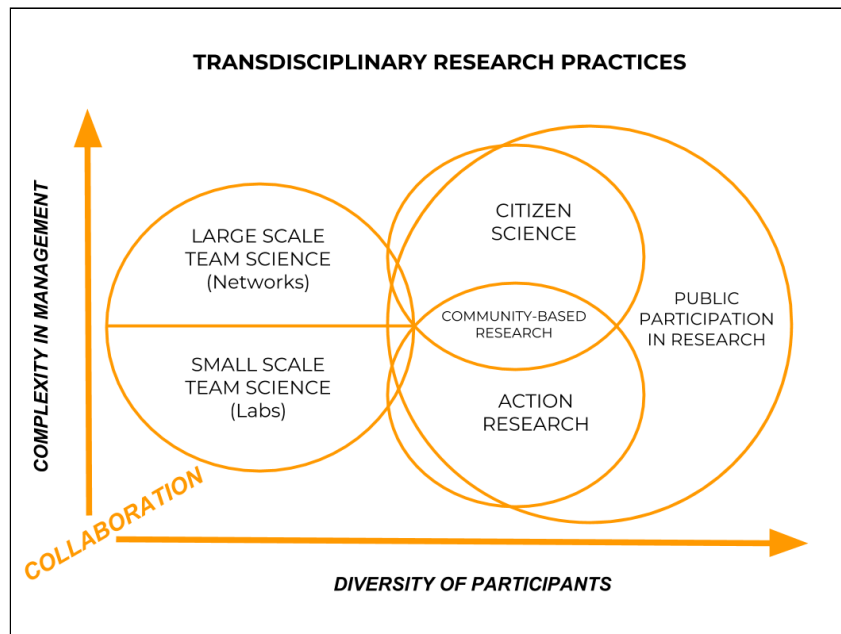 TRANSDISCIPLINARY RESEARCH PRACTICES
COMPLEXITY IN MANAGEMENT
LARGE SCALE
TEAM SCIENCE
(Networks)
SMALL SCALE
TEAM SCIENCE
(Labs)
CITIZEN
SCIENCE
COMMUNITY-BASED
RESEARCH
ACTION
RESEARCH
PUBLIC
PARTICIPATION
IN RESEARCH
COLLABORATION
DIVERSITY OF PARTICIPANTS